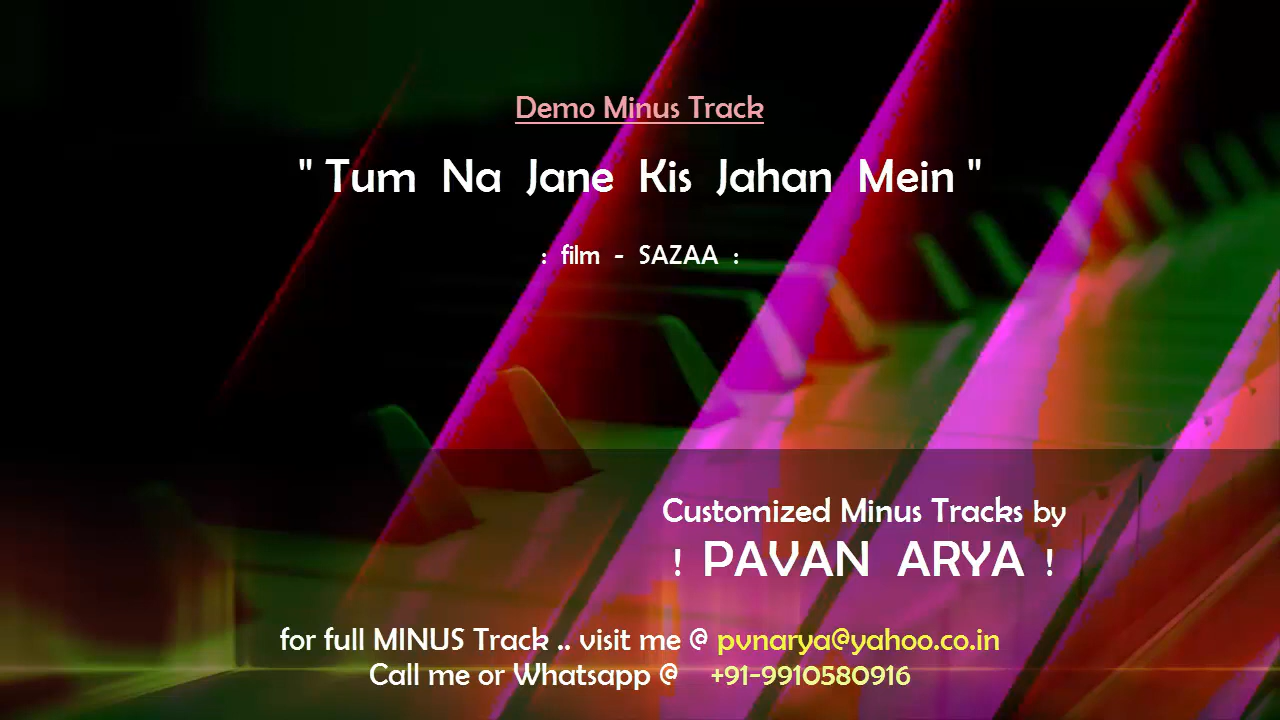 Demo Minus Track
" Tum Na Jane Kis Jahan Mein "
: film - SAZAA :
Customized Minus Tracks by
! PAVAN ARYA !
for full MINUS Track .. visit me @ pvnarya@yahoo.co.in
Call me or Whatsapp @ +91-9910580916